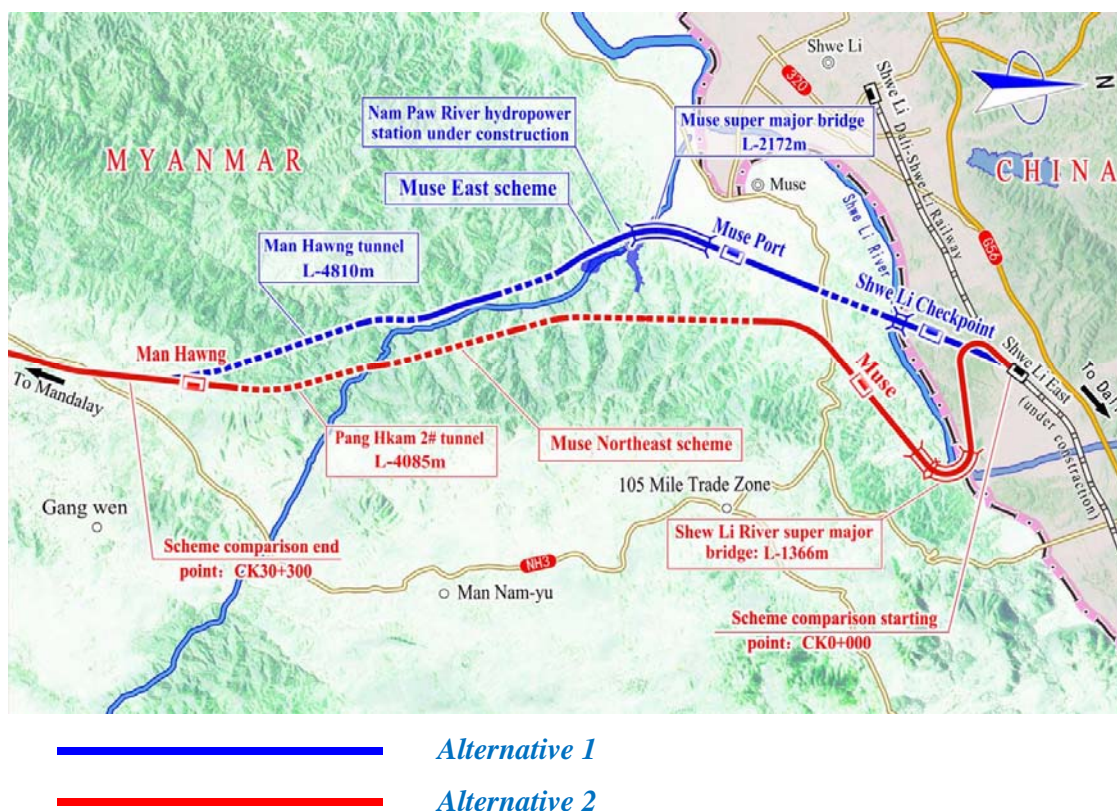 Shwe Li
320
N
Nam Paw River hydropower
station under construction
Muse super major bridge
L-2172m
MYANMAR
CHINA
Shwe Li Dali-Shwe Li Railway
Muse East scheme
Muse
G56
Man Hawng tunnel
L-4810m
Muse Port
Shwe Li River
Shwe Li Checkpoint
Man Hawng
To Mandalay
Shwe Li East
(under constraction)
To Dali
Muse
Pang Hkam 2# tunnel
L-4085m
Muse Northeast scheme
105 Mile Trade Zone
Gang wen
Scheme comparison end
point: CK30+300
Shew Li River super major
bridge: L-1366m
NH3
Man Nam-yu
Scheme comparison starting
point: CK0+000
Alternative 1
Alternative 2